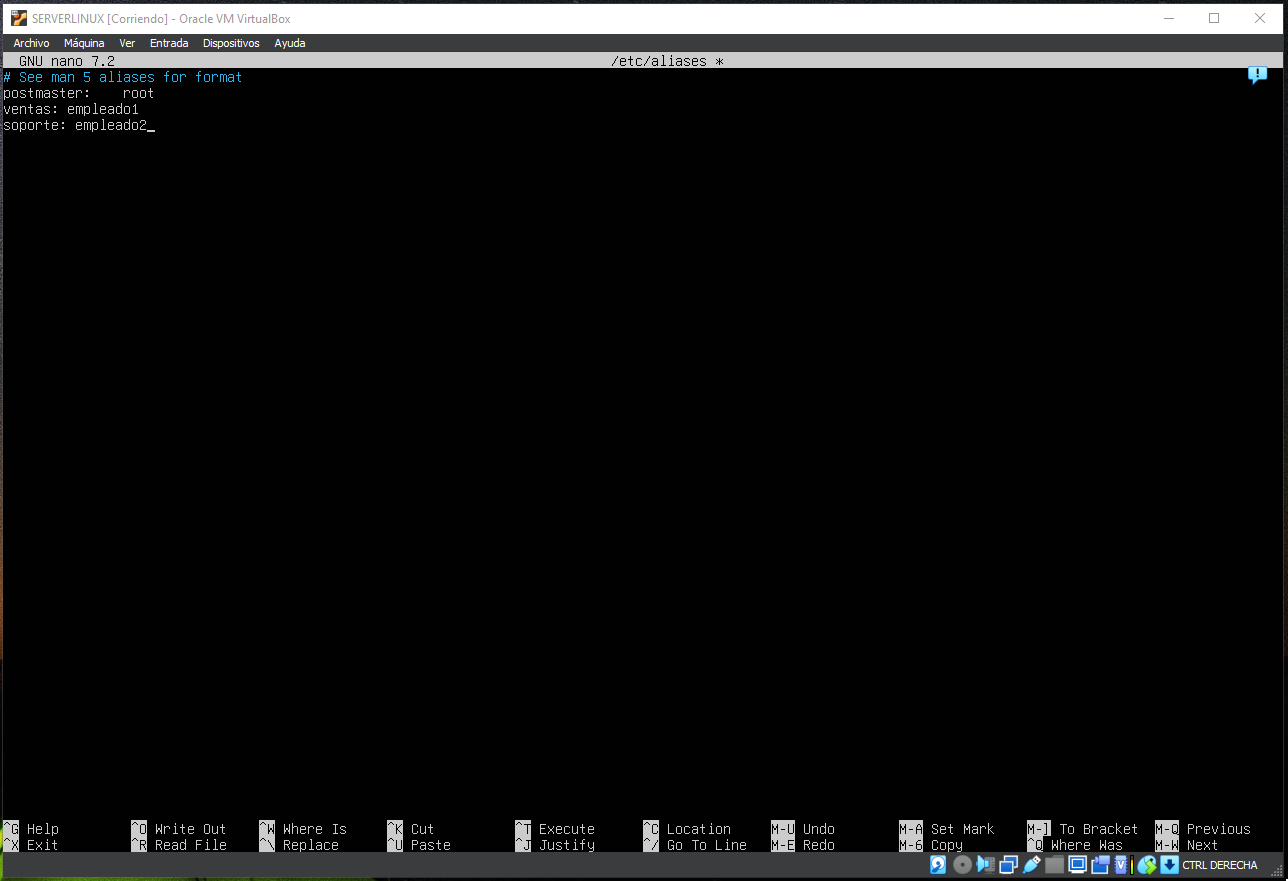 SERVERLINUX [Corriendo] - Oracle VM VirtualBox
Archivo Máquina Ver Entrada Dispositivos Ayuda
GNU nano 7.2 /etc/aliases *
# See man 5 aliases for format
postmaster: root
ventas: empleado1
soporte: empleado2_
^G Help ^O Write Out ^W Where Is ^K Cut ^T Execute ^C Location M-U Undo M-A Set Mark M-] To Bracket M-Q Previous
^X Exit ^R Read File ^\ Replace ^U Paste ^J Justify ^/ Go To Line M-E Redo M-6 Copy ^Q Where Was M-W Next
CTRL DERECHA